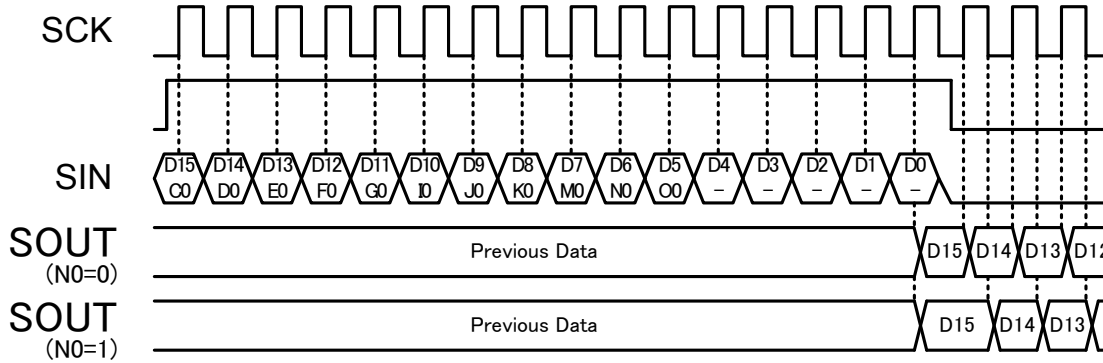 SCK
SIN
D15 D14 D13 D12 D11 D10 D9 D8 D7 D6 D5 D4 D3 D2 D1 D0
C0 D0 E0 F0 G0 I0 J0 K0 M0 N0 O0 - - - - -
SOUT
(N0=0)
Previous Data
D15 D14 D13 D12
SOUT
(N0=1)
Previous Data
D15 D14 D13